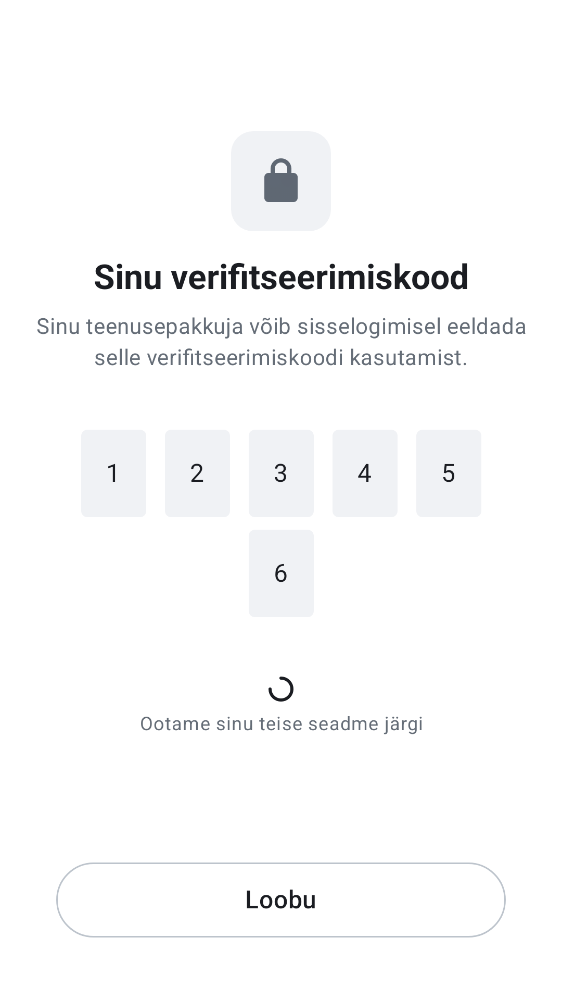 Sinu verifitseerimiskood
Sinu teenusepakkuja võib sisselogimisel eeldada
selle verifitseerimiskoodi kasutamist.
1 2 3 4 5
6
Ootame sinu teise seadme järgi
Loobu